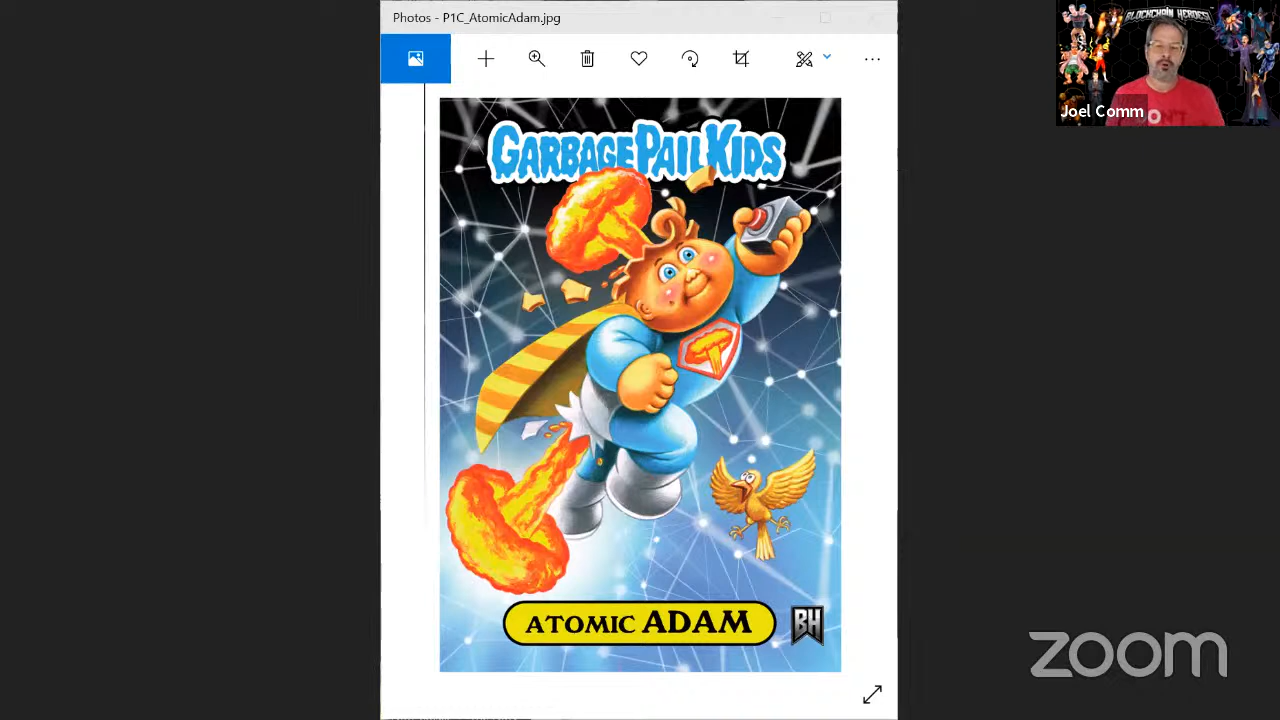 Photos - P1C_AtomicAdam.jpg
BLOCKCHAIN HEROES!
Joel Comm
GARBAGE PAIL KIDS
ATOMIC ADAM
BH
zoom